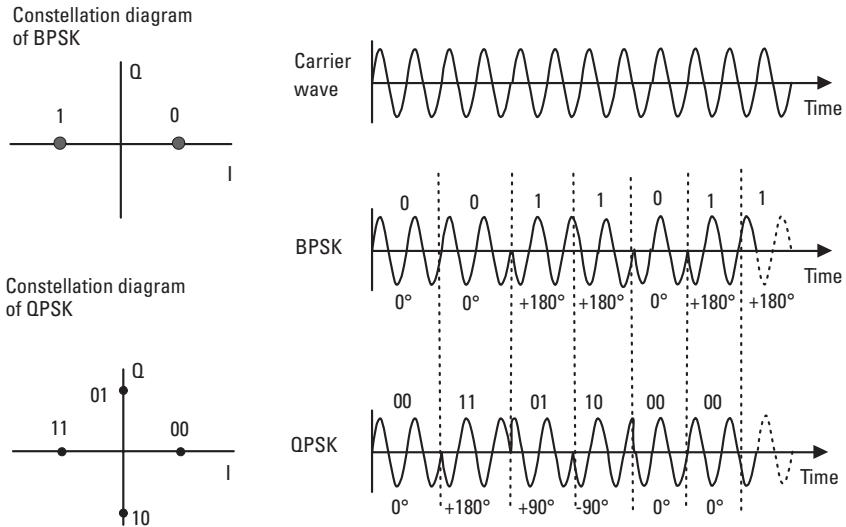 Constellation diagram
of BPSK
Q
1 0
I
Carrier
wave
Time
0 0 1 1 0 1 1
BPSK
Time
0° 0° +180° +180° 0° +180° +180°
Constellation diagram
of QPSK
Q
01
11 00
I
10
00 11 01 10 00 00
QPSK
Time
0° +180° +90° -90° 0° 0°